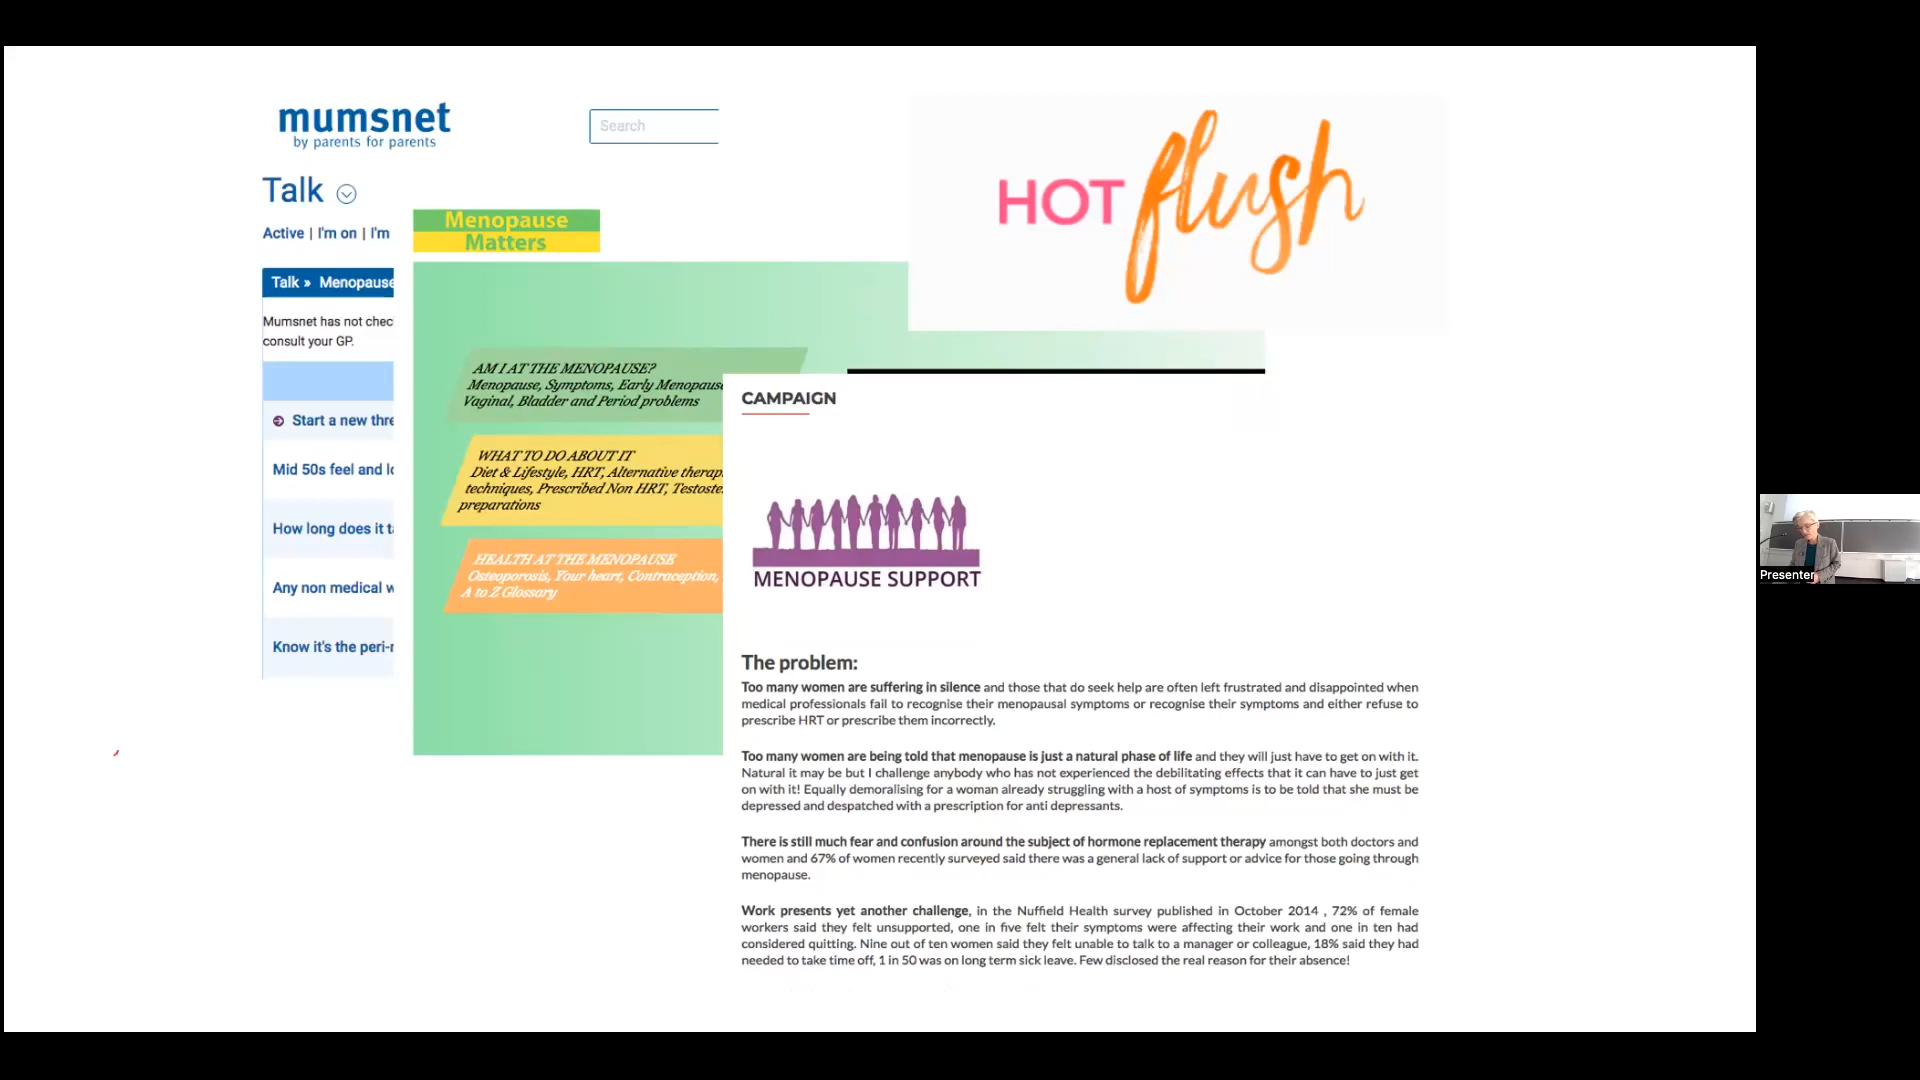 mumsnet
by parents for parents
Search
Talk
Active | I'm on | I'm
Talk » Menopause
Mumsnet has not chec
consult your GP.
Start a new thre
Mid 50s feel and lo
How long does it ta
Any non medical w
Know it's the peri-r
Menopause
Matters
AM I AT THE MENOPAUSE?
Menopause, Symptoms, Early Menopause
Vaginal, Bladder and Period problems
WHAT TO DO ABOUT IT
Diet & Lifestyle, HRT, Alternative therap
techniques, Prescribed Non HRT, Testoste
preparations
HEALTH AT THE MENOPAUSE
Osteoporosis, Your heart, Contraception,
A to Z Glossary
HOT flush
CAMPAIGN
MENOPAUSE SUPPORT
The problem:
Too many women are suffering in silence and those that do seek help are often left frustrated and disappointed when
medical professionals fail to recognise their menopausal symptoms or recognise their symptoms and either refuse to
prescribe HRT or prescribe them incorrectly.
Too many women are being told that menopause is just a natural phase of life and they will just have to get on with it.
Natural it may be but I challenge anybody who has not experienced the debilitating effects that it can have to just get
on with it! Equally demoralising for a woman already struggling with a host of symptoms is to be told that she must be
depressed and despatched with a prescription for anti depressants.
There is still much fear and confusion around the subject of hormone replacement therapy amongst both doctors and
women and 67% of women recently surveyed said there was a general lack of support or advice for those going through
menopause.
Work presents yet another challenge, in the Nuffield Health survey published in October 2014 , 72% of female
workers said they felt unsupported, one in five felt their symptoms were affecting their work and one in ten had
considered quitting. Nine out of ten women said they felt unable to talk to a manager or colleague, 18% said they had
needed to take time off, 1 in 50 was on long term sick leave. Few disclosed the real reason for their absence!
Presenter